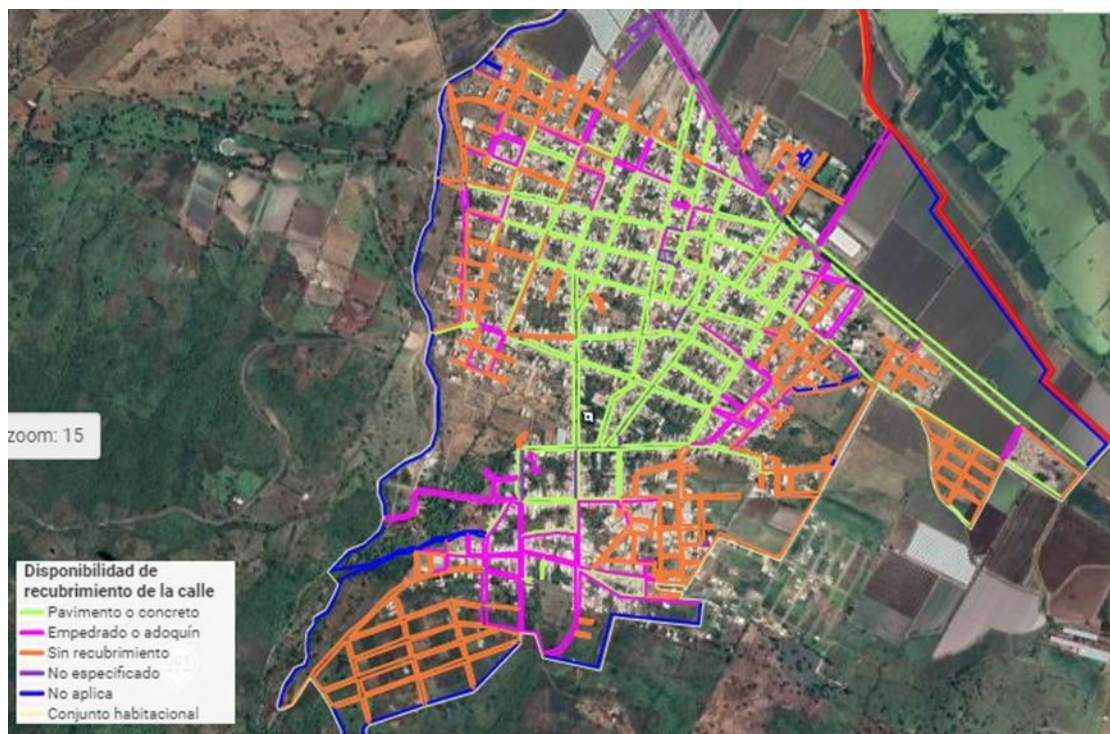 zoom: 15
Disponibilidad de
recubrimiento de la calle
Pavimento o concreto
Empedrado o adoquín
Sin recubrimiento
No especificado
No aplica
Conjunto habitacional